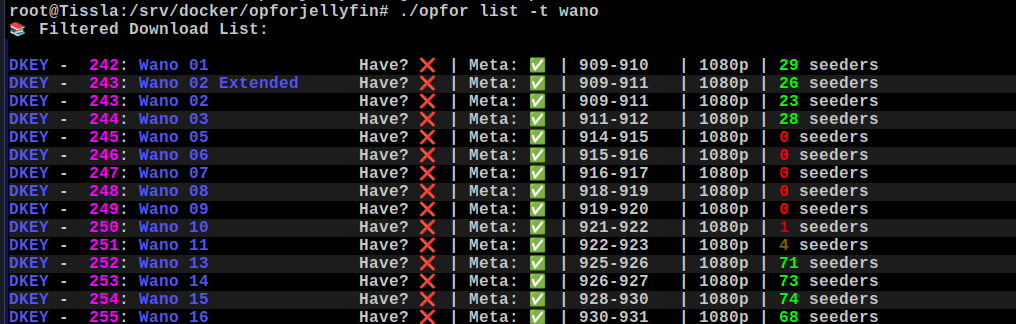 root@Tissla:/srv/docker/opforjellyfin# ./opfor list -t wano
📚 Filtered Download List:
DKEY -  242: Wano 01               Have? ❌ | Meta: ✅ | 909-910   | 1080p | 29 seeders
DKEY -  243: Wano 02 Extended      Have? ❌ | Meta: ✅ | 909-911   | 1080p | 26 seeders
DKEY -  243: Wano 02               Have? ❌ | Meta: ✅ | 909-911   | 1080p | 23 seeders
DKEY -  244: Wano 03               Have? ❌ | Meta: ✅ | 911-912   | 1080p | 28 seeders
DKEY -  245: Wano 05               Have? ❌ | Meta: ✅ | 914-915   | 1080p | 0 seeders
DKEY -  246: Wano 06               Have? ❌ | Meta: ✅ | 915-916   | 1080p | 0 seeders
DKEY -  247: Wano 07               Have? ❌ | Meta: ✅ | 916-917   | 1080p | 0 seeders
DKEY -  248: Wano 08               Have? ❌ | Meta: ✅ | 918-919   | 1080p | 0 seeders
DKEY -  249: Wano 09               Have? ❌ | Meta: ✅ | 919-920   | 1080p | 0 seeders
DKEY -  250: Wano 10               Have? ❌ | Meta: ✅ | 921-922   | 1080p | 1 seeders
DKEY -  251: Wano 11               Have? ❌ | Meta: ✅ | 922-923   | 1080p | 4 seeders
DKEY -  252: Wano 13               Have? ❌ | Meta: ✅ | 925-926   | 1080p | 71 seeders
DKEY -  253: Wano 14               Have? ❌ | Meta: ✅ | 926-927   | 1080p | 73 seeders
DKEY -  254: Wano 15               Have? ❌ | Meta: ✅ | 928-930   | 1080p | 74 seeders
DKEY -  255: Wano 16               Have? ❌ | Meta: ✅ | 930-931   | 1080p | 68 seeders